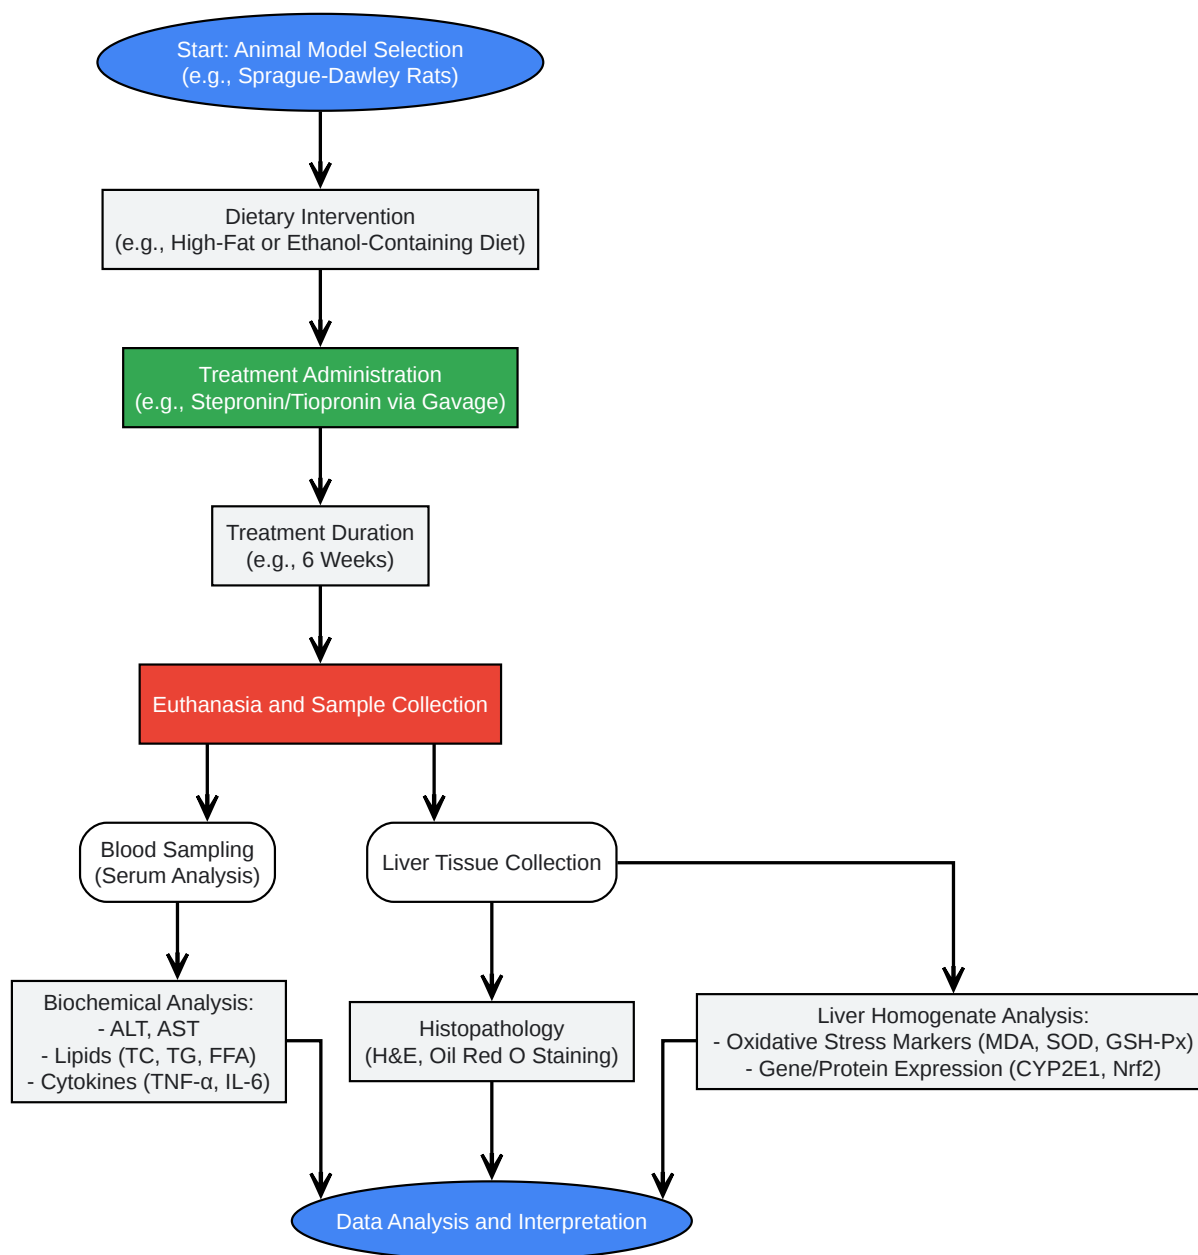 Start: Animal Model Selection
(e.g., Sprague-Dawley Rats)
Dietary Intervention
(e.g., High-Fat or Ethanol-Containing Diet)
Treatment Administration
(e.g., Stepronin/Tiopronin via Gavage)
Treatment Duration
(e.g., 6 Weeks)
Euthanasia and Sample Collection
Blood Sampling
(Serum Analysis)
Liver Tissue Collection
Biochemical Analysis:
- ALT, AST
- Lipids (TC, TG, FFA)
- Cytokines (TNF-α, IL-6)
Histopathology
(H&E, Oil Red O Staining)
Liver Homogenate Analysis:
- Oxidative Stress Markers (MDA, SOD, GSH-Px)
- Gene/Protein Expression (CYP2E1, Nrf2)
Data Analysis and Interpretation